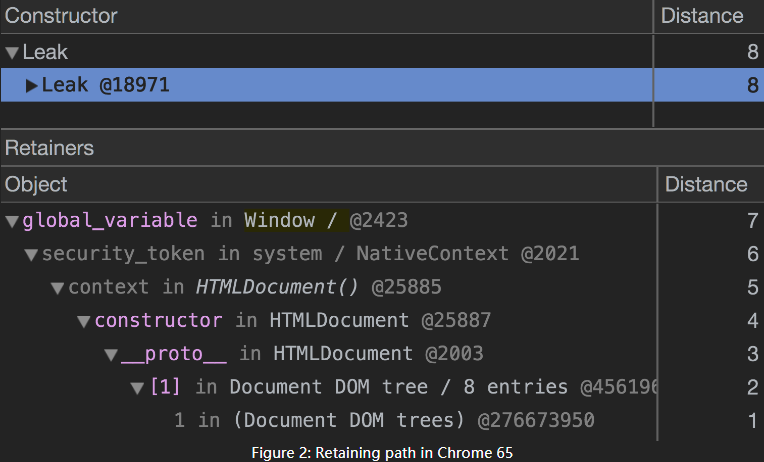 Constructor Distance
▼Leak 8
▶Leak @18971 8
Retainers
Object Distance
▼global_variable in Window / @2423 7
▼security_token in system / NativeContext @2021 6
▼context in HTMLDocument() @25885 5
▼constructor in HTMLDocument @25887 4
▼__proto__ in HTMLDocument @2003 3
▼[1] in Document DOM tree / 8 entries @456196 2
1 in (Document DOM trees) @276673950 1
Figure 2: Retaining path in Chrome 65